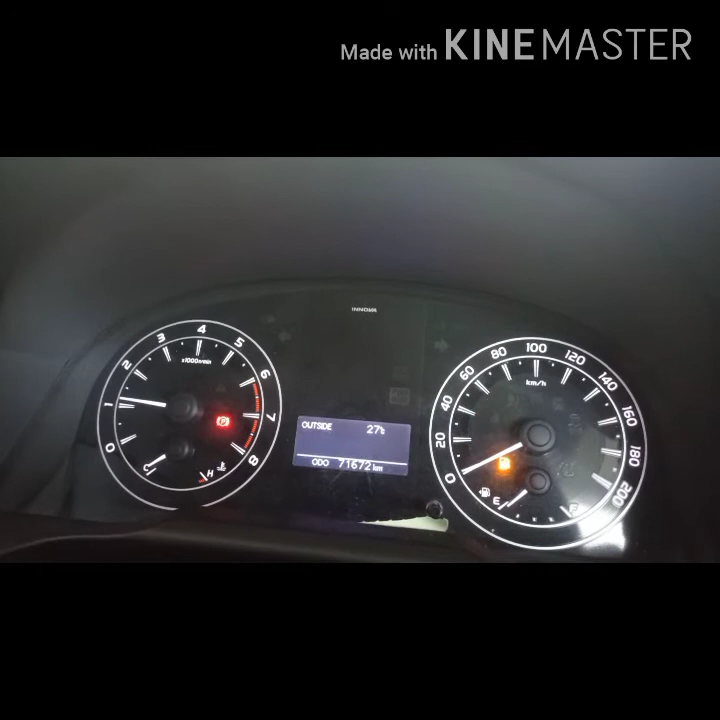 Made with KINEMASTER
INNOVA
0 1 2 3 4 5 6 7 8
x1000r/min
C H
OUTSIDE 27°c
ODO 71672 km
0 20 40 60 80 100 120 140 160 180 200
km/h
E F